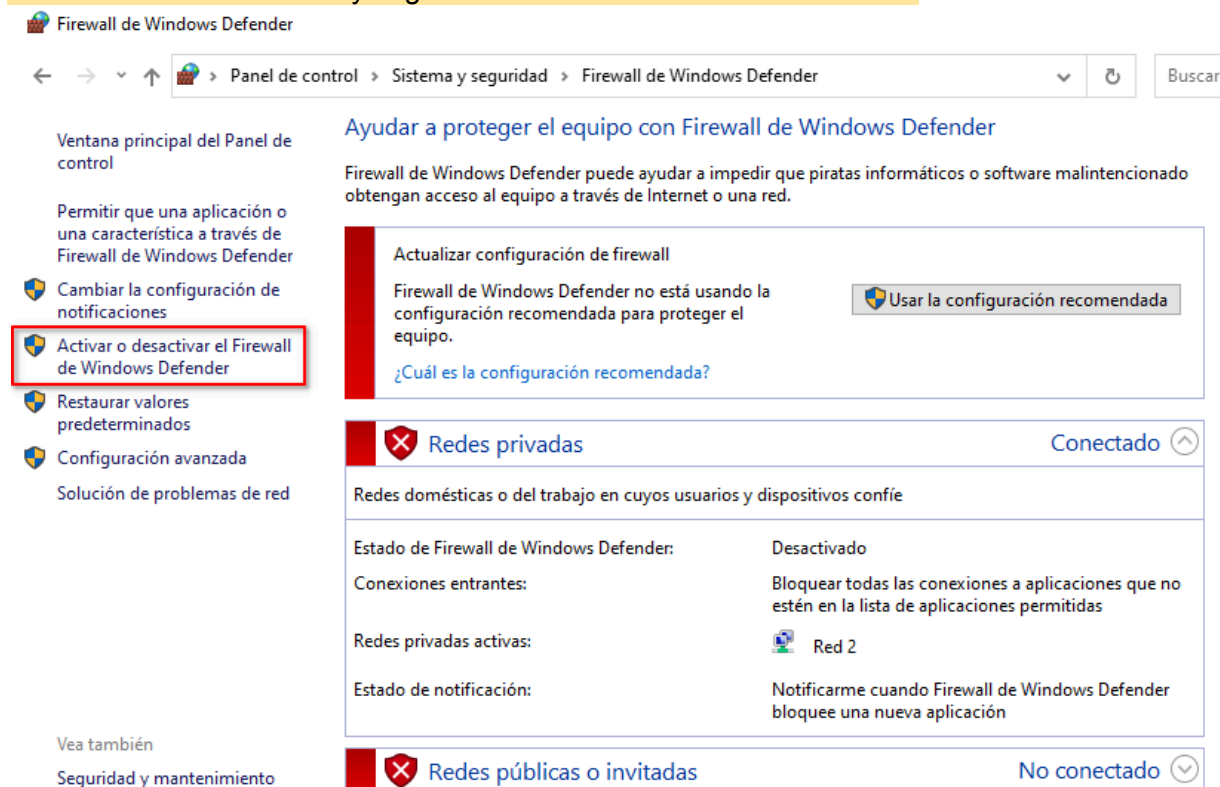 Firewall de Windows Defender
Panel de control > Sistema y seguridad > Firewall de Windows Defender
Buscar
Ventana principal del Panel de
control
Permitir que una aplicación o
una característica a través de
Firewall de Windows Defender
Cambiar la configuración de
notificaciones
Activar o desactivar el Firewall
de Windows Defender
Restaurar valores
predeterminados
Configuración avanzada
Solución de problemas de red
Vea también
Seguridad y mantenimiento
Ayudar a proteger el equipo con Firewall de Windows Defender
Firewall de Windows Defender puede ayudar a impedir que piratas informáticos o software malintencionado
obtengan acceso al equipo a través de Internet o una red.
Actualizar configuración de firewall
Firewall de Windows Defender no está usando la
configuración recomendada para proteger el
equipo.
Usar la configuración recomendada
¿Cuál es la configuración recomendada?
Redes privadas Conectado
Redes domésticas o del trabajo en cuyos usuarios y dispositivos confíe
Estado de Firewall de Windows Defender: Desactivado
Conexiones entrantes: Bloquear todas las conexiones a aplicaciones que no
estén en la lista de aplicaciones permitidas
Redes privadas activas: Red 2
Estado de notificación: Notificarme cuando Firewall de Windows Defender
bloquee una nueva aplicación
Redes públicas o invitadas No conectado